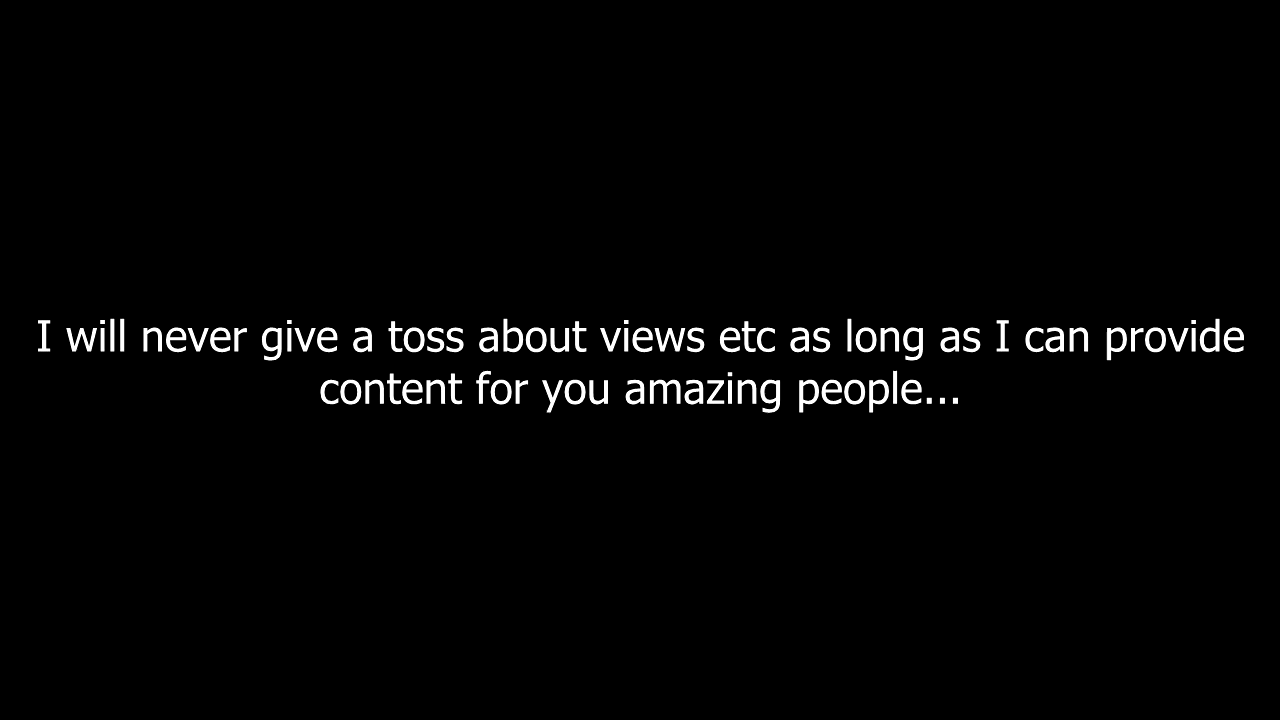 I will never give a toss about views etc as long as I can provide
content for you amazing people...